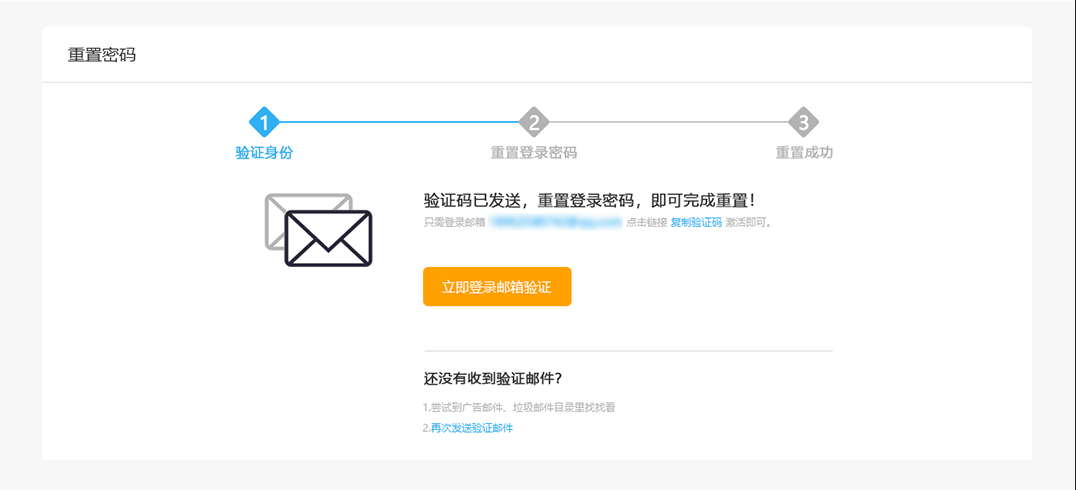 重置密码
1 2 3
验证身份 重置登录密码 重置成功
验证码已发送，重置登录密码，即可完成重置！
只需登录邮箱 点击链接 复制验证码 激活即可。
立即登录邮箱验证
还没有收到验证邮件？
1.尝试到广告邮件、垃圾邮件目录里找找看
2.再次发送验证邮件